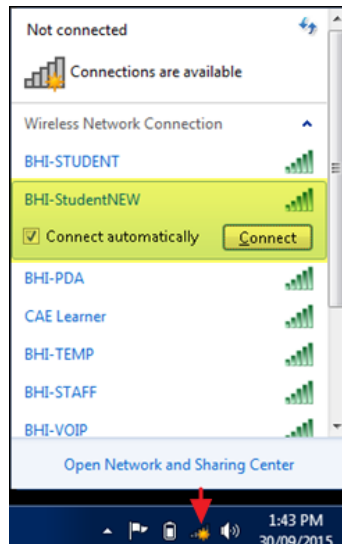 Not connected
Connections are available
Wireless Network Connection
BHI-STUDENT
BHI-StudentNEW
Connect automatically Connect
BHI-PDA
CAE Learner
BHI-TEMP
BHI-STAFF
BHI-VOIP
Open Network and Sharing Center
1:43 PM
30/09/2015